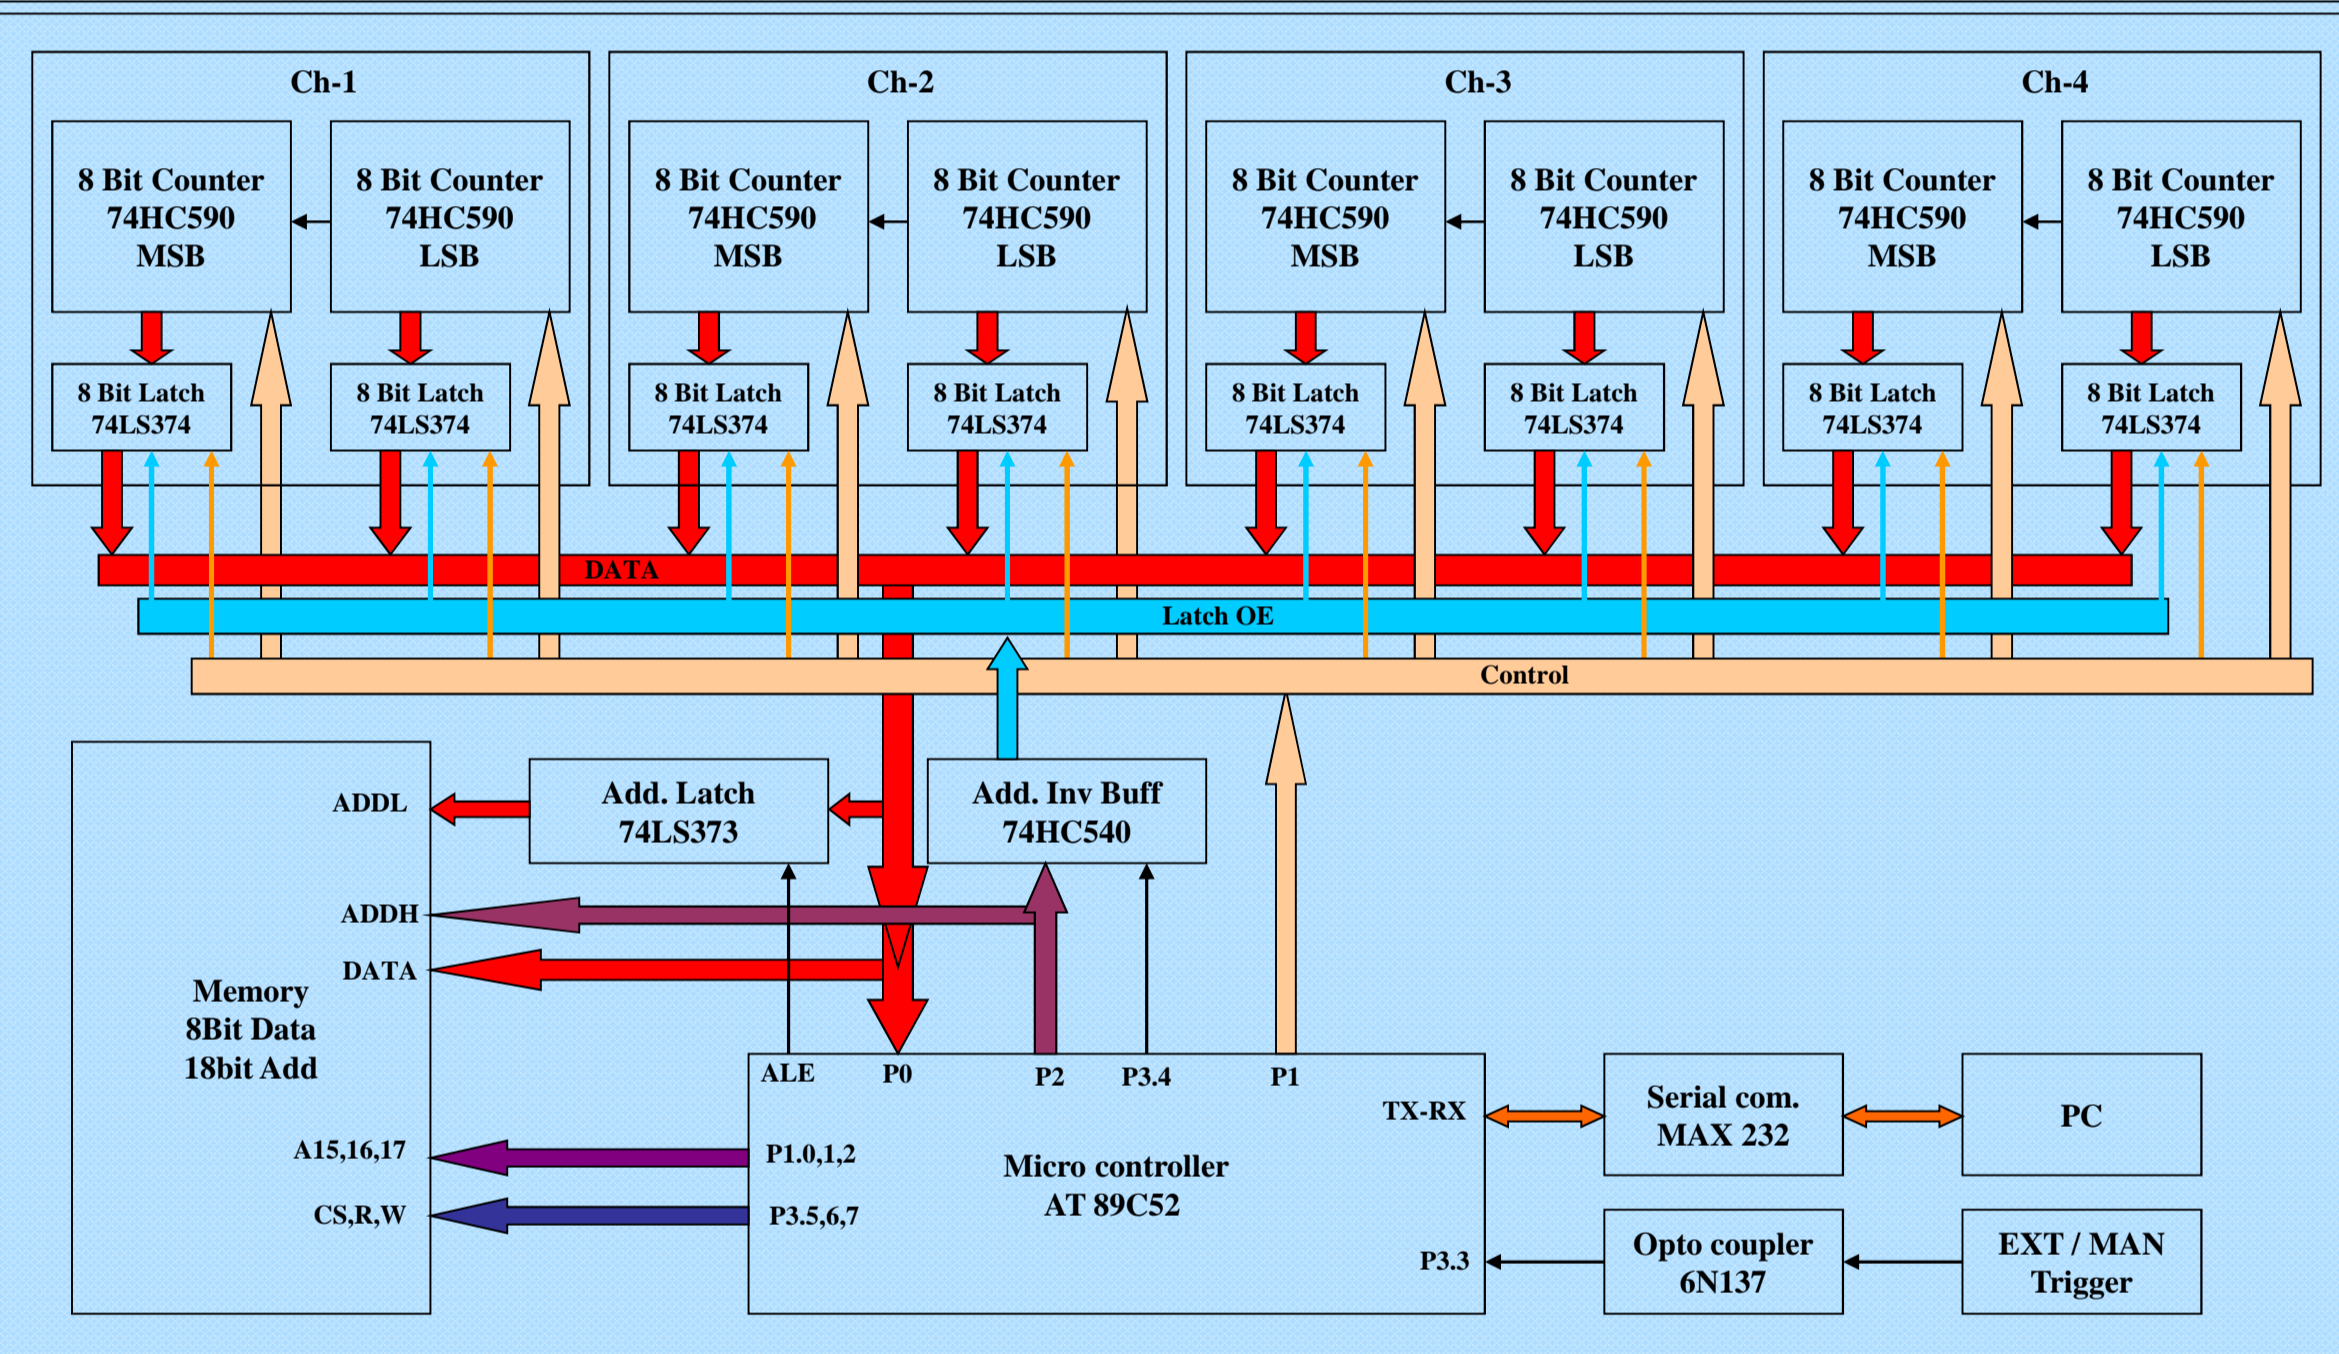 Ch-1
8 Bit Counter
74HC590
MSB
8 Bit Counter
74HC590
LSB
8 Bit Latch
74LS374
8 Bit Latch
74LS374
Ch-2
8 Bit Counter
74HC590
MSB
8 Bit Counter
74HC590
LSB
8 Bit Latch
74LS374
8 Bit Latch
74LS374
Ch-3
8 Bit Counter
74HC590
MSB
8 Bit Counter
74HC590
LSB
8 Bit Latch
74LS374
8 Bit Latch
74LS374
Ch-4
8 Bit Counter
74HC590
MSB
8 Bit Counter
74HC590
LSB
8 Bit Latch
74LS374
8 Bit Latch
74LS374
DATA
Latch OE
Control
ADDL
ADDH
DATA
Memory
8Bit Data
18bit Add
A15,16,17
CS,R,W
Add. Latch
74LS373
Add. Inv Buff
74HC540
ALE
P0
P2
P3.4
P1
TX-RX
P1.0,1,2
P3.5,6,7
Micro controller
AT 89C52
P3.3
Serial com.
MAX 232
PC
Opto coupler
6N137
EXT / MAN
Trigger